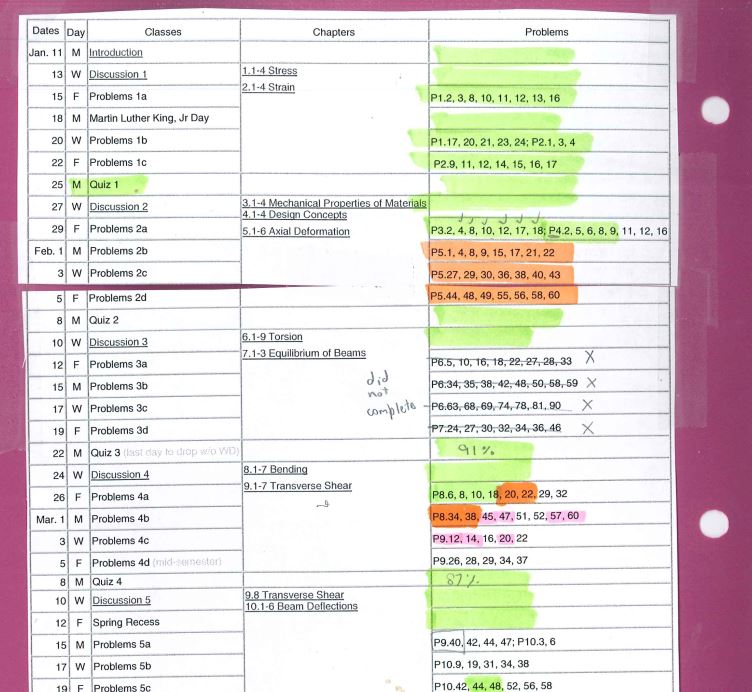 Dates Day Classes Chapters Problems
Jan. 11 M Introduction
13 W Discussion 1 1.1-4 Stress
2.1-4 Strain
15 F Problems 1a P1.2, 3, 8, 10, 11, 12, 13, 16
18 M Martin Luther King, Jr Day
20 W Problems 1b P1.17, 20, 21, 23, 24; P2.1, 3, 4
22 F Problems 1c P2.9, 11, 12, 14, 15, 16, 17
25 M Quiz 1
27 W Discussion 2 3.1-4 Mechanical Properties of Materials
4.1-4 Design Concepts
29 F Problems 2a 5.1-6 Axial Deformation P3.2, 4, 8, 10, 12, 17, 18; P4.2, 5, 6, 8, 9, 11, 12, 16
Feb. 1 M Problems 2b P5.1, 4, 8, 9, 15, 17, 21, 22
3 W Problems 2c P5.27, 29, 30, 36, 38, 40, 43
5 F Problems 2d P5.44, 48, 49, 55, 56, 58, 60
8 M Quiz 2
10 W Discussion 3 6.1-9 Torsion
7.1-3 Equilibrium of Beams
12 F Problems 3a P6.5, 10, 16, 18, 22, 27, 28, 33 X
15 M Problems 3b did P6.34, 35, 38, 42, 48, 50, 58, 59 X
not
17 W Problems 3c complete P6.63, 68, 69, 74, 78, 81, 90 X
19 F Problems 3d P7.24, 27, 30, 32, 34, 36, 46 X
22 M Quiz 3 (last day to drop w/o WD) 91%
24 W Discussion 4 8.1-7 Bending
9.1-7 Transverse Shear
26 F Problems 4a P8.6, 8, 10, 18, 20, 22, 29, 32
Mar. 1 M Problems 4b P8.34, 38, 45, 47, 51, 52, 57, 60
3 W Problems 4c P9.12, 14, 16, 20, 22
5 F Problems 4d (mid-semester) P9.26, 28, 29, 34, 37
8 M Quiz 4 87%
10 W Discussion 5 9.8 Transverse Shear
10.1-6 Beam Deflections
12 F Spring Recess
15 M Problems 5a P9.40, 42, 44, 47; P10.3, 6
17 W Problems 5b P10.9, 19, 31, 34, 38
19 F Problems 5c P10.42, 44, 48, 52, 56, 58